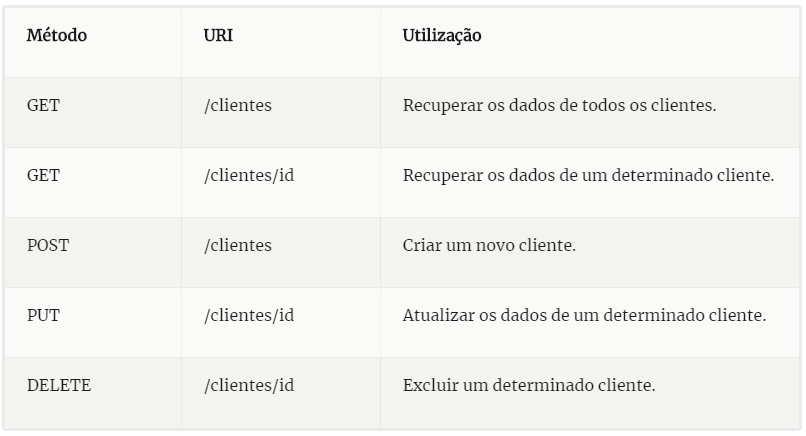 Método URI Utilização
GET /clientes Recuperar os dados de todos os clientes.
GET /clientes/id Recuperar os dados de um determinado cliente.
POST /clientes Criar um novo cliente.
PUT /clientes/id Atualizar os dados de um determinado cliente.
DELETE /clientes/id Excluir um determinado cliente.